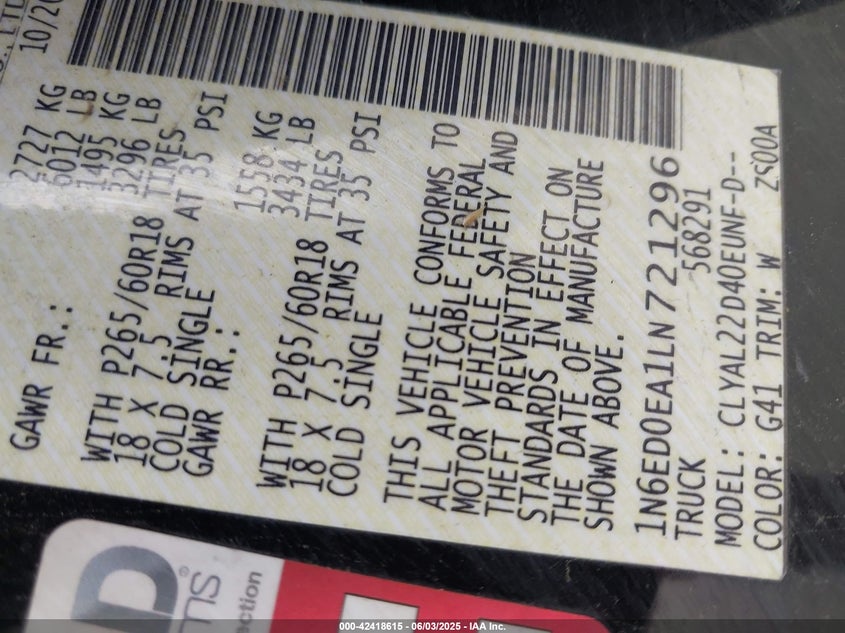 10/20
2727 KG
6012 LB
GAWR FR.: 1495 KG
3296 LB
WITH P265/60R18 TIRES
18 X 7.5 RIMS AT 35 PSI
COLD SINGLE
GAWR RR.: 1558 KG
3434 LB
WITH P265/60R18 TIRES
18 X 7.5 RIMS AT 35 PSI
COLD SINGLE
THIS VEHICLE CONFORMS TO
ALL APPLICABLE FEDERAL
MOTOR VEHICLE SAFETY AND
THEFT PREVENTION
STANDARDS IN EFFECT ON
THE DATE OF MANUFACTURE
SHOWN ABOVE.
1N6ED0EA1LN721296
TRUCK 568291
MODEL: CLYAL22D40EUNF-D--
COLOR: G41 TRIM: W Z500A
000-42418615 - 06/03/2025 - IAA Inc.